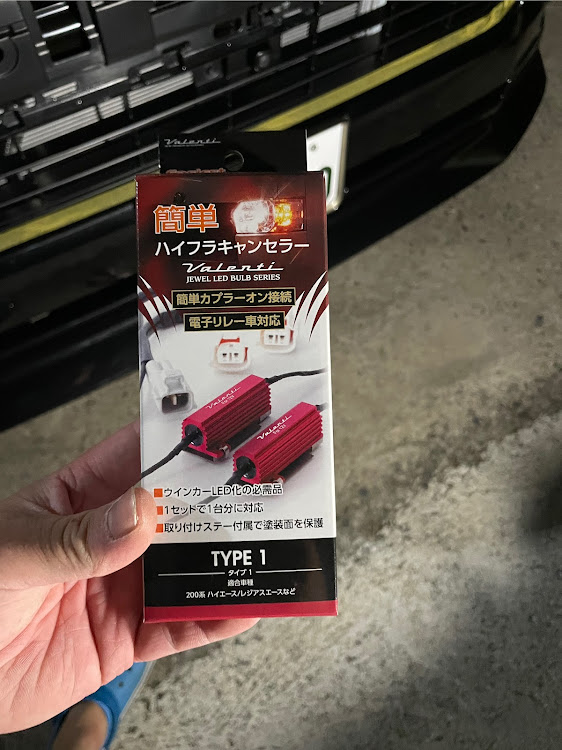 Valenti
簡単
ハイフラキャンセラー
Valenti
JEWEL LED BULB SERIES
簡単カプラーオン接続
電子リレー車対応
Valenti
Valenti
ウインカーLED化の必需品
1セットで1台分に対応
取り付けステー付属で塗装面を保護
TYPE 1
タイプ1
適合車種
200系 ハイエース/レジアスエースなど